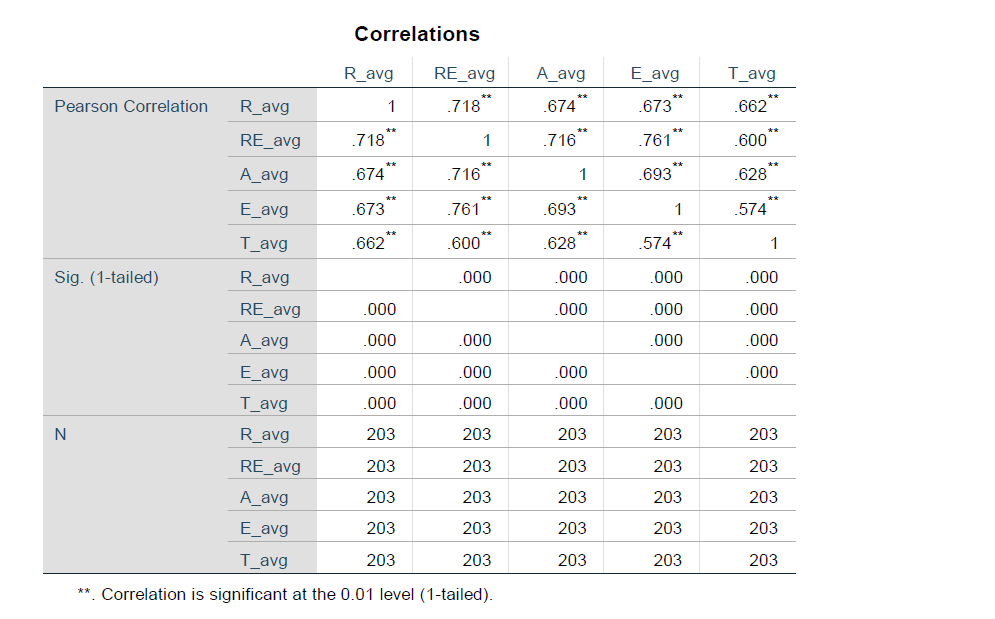 Correlations
R_avg RE_avg A_avg E_avg T_avg
Pearson Correlation R_avg 1 .718** .674** .673** .662**
RE_avg .718** 1 .716** .761** .600**
A_avg .674** .716** 1 .693** .628**
E_avg .673** .761** .693** 1 .574**
T_avg .662** .600** .628** .574** 1
Sig. (1-tailed) R_avg .000 .000 .000 .000
RE_avg .000 .000 .000 .000
A_avg .000 .000 .000 .000
E_avg .000 .000 .000 .000
T_avg .000 .000 .000 .000
N R_avg 203 203 203 203 203
RE_avg 203 203 203 203 203
A_avg 203 203 203 203 203
E_avg 203 203 203 203 203
T_avg 203 203 203 203 203
**. Correlation is significant at the 0.01 level (1-tailed).